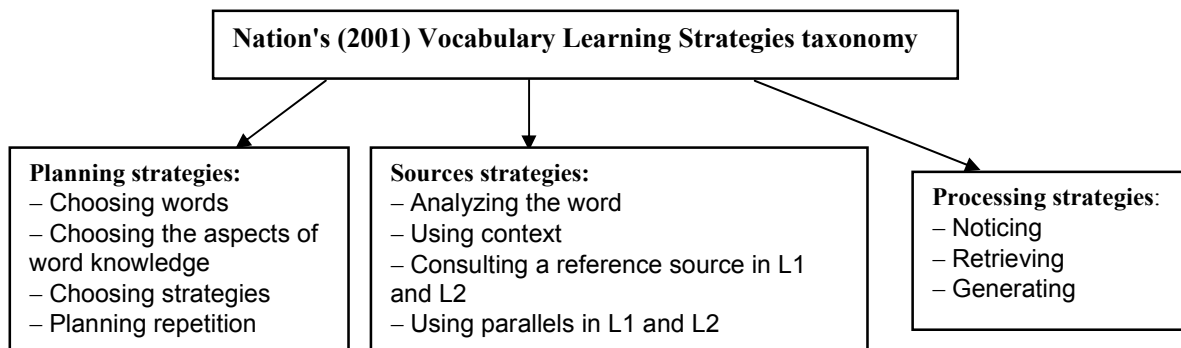 Nation's (2001) Vocabulary Learning Strategies taxonomy
Planning strategies:
– Choosing words
– Choosing the aspects of
word knowledge
– Choosing strategies
– Planning repetition
Sources strategies:
– Analyzing the word
– Using context
– Consulting a reference source in L1
and L2
– Using parallels in L1 and L2
Processing strategies:
– Noticing
– Retrieving
– Generating